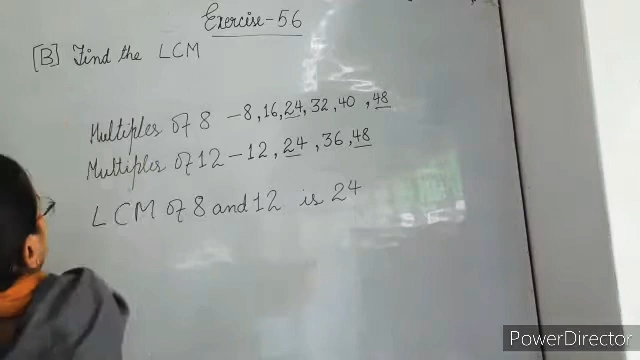 Exercise-56
[B] Find the LCM
Multiples of 8 - 8, 16, 24, 32, 40, 48
Multiples of 12 - 12, 24, 36, 48
LCM of 8 and 12 is 24
PowerDirector